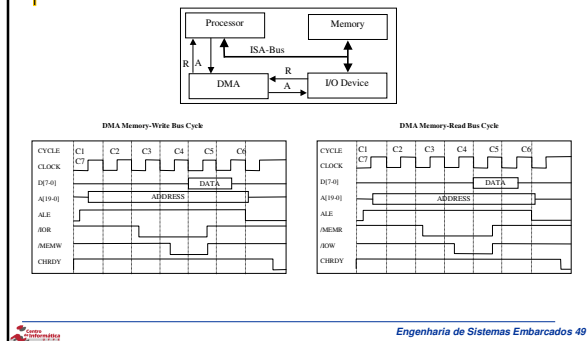 Processor
Memory
ISA-Bus
R A
R
DMA
A
I/O Device
DMA Memory-Write Bus Cycle
CYCLE C1 C2 C3 C4 C5 C6
C7
CLOCK
D[7-0] DATA
A[19-0] ADDRESS
ALE
/IOR
/MEMW
CHRDY
DMA Memory-Read Bus Cycle
CYCLE C1 C2 C3 C4 C5 C6
C7
CLOCK
D[7-0] DATA
A[19-0] ADDRESS
ALE
/MEMR
/IOW
CHRDY
Centro
de Informática
Engenharia de Sistemas Embarcados 49